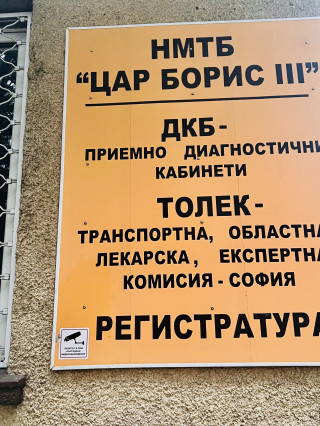 НМТБ
“ЦАР БОРИС III”
ДКБ-
ПРИЕМНО ДИАГНОСТИЧНИ
КАБИНЕТИ
ТОЛЕК-
ТРАНСПОРТНА, ОБЛАСТНА
ЛЕКАРСКА, ЕКСПЕРТНА
КОМИСИЯ-СОФИЯ
РЕГИСТРАТУРА